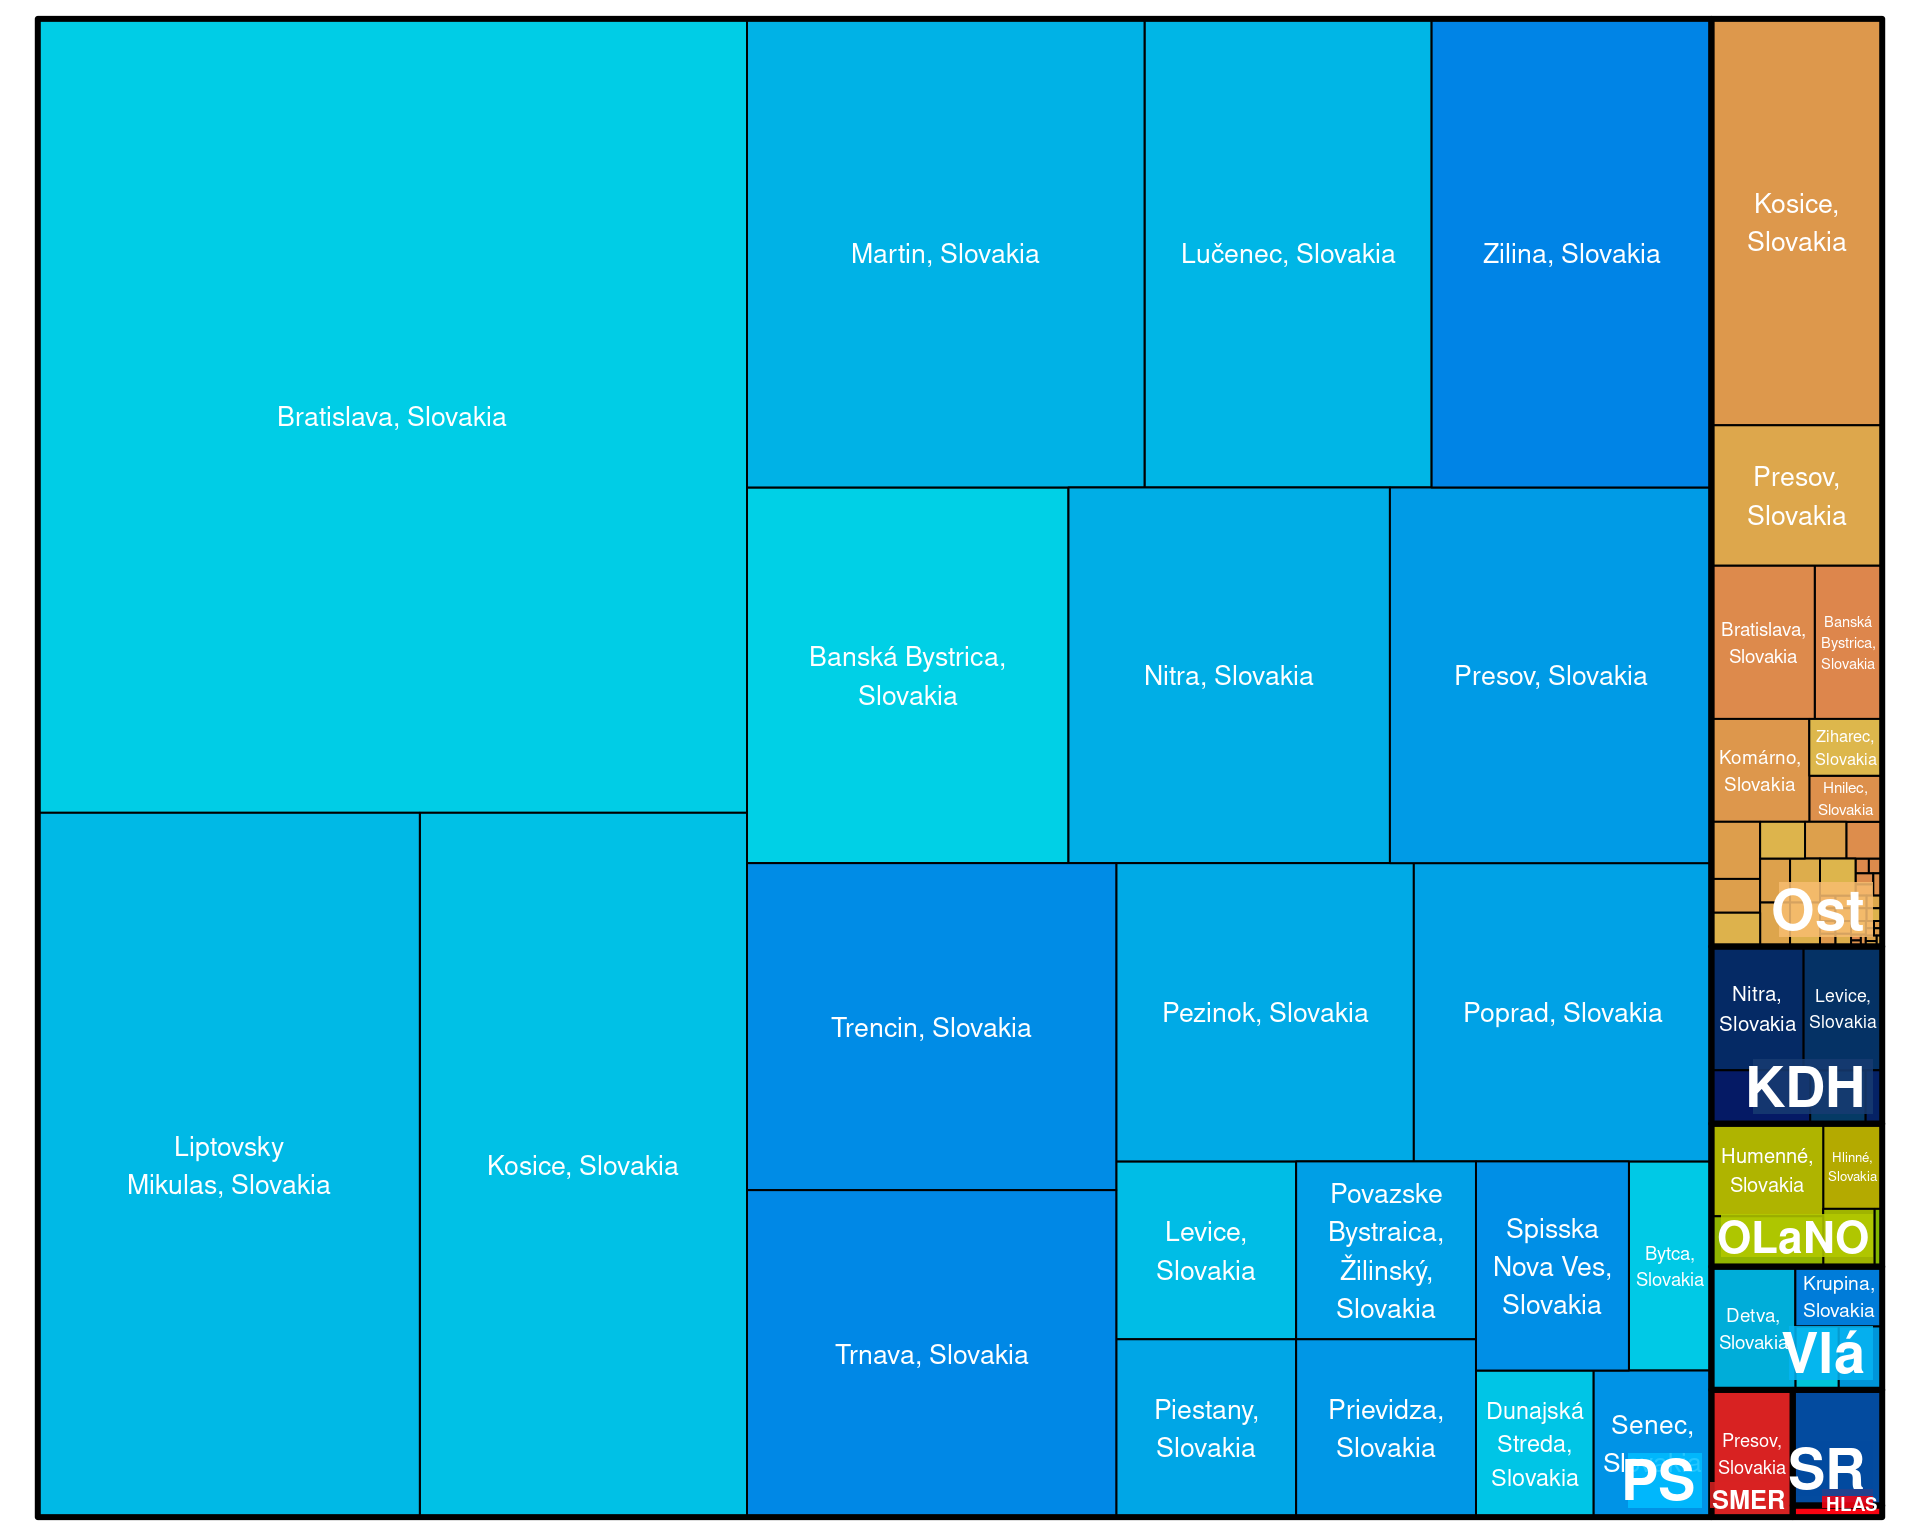 Bratislava, Slovakia
Liptovsky
Mikulas, Slovakia
Kosice, Slovakia
Martin, Slovakia
Lučenec, Slovakia
Zilina, Slovakia
Banská Bystrica,
Slovakia
Nitra, Slovakia
Presov, Slovakia
Trencin, Slovakia
Trnava, Slovakia
Pezinok, Slovakia
Poprad, Slovakia
Levice,
Slovakia
Povazske
Bystraica,
Žilinský,
Slovakia
Spisska
Nova Ves,
Slovakia
Bytca,
Slovakia
Piestany,
Slovakia
Prievidza,
Slovakia
Dunajská
Streda,
Slovakia
Senec,
Slovakia
PS
Kosice,
Slovakia
Presov,
Slovakia
Bratislava,
Slovakia
Banská
Bystrica,
Slovakia
Komárno,
Slovakia
Ziharec,
Slovakia
Hnilec,
Slovakia
Ost
Nitra,
Slovakia
Levice,
Slovakia
KDH
Humenné,
Slovakia
Hlinné,
Slovakia
OLaNO
Detva,
Slovakia
Krupina,
Slovakia
Vlá
Presov,
Slovakia
SMER
SR
HLAS